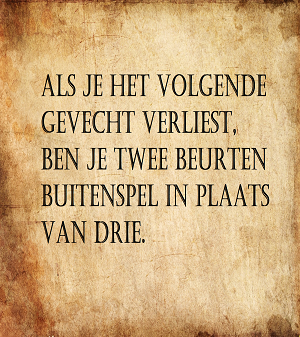 ALS JE HET VOLGENDE
GEVECHT VERLIEST,
BEN JE TWEE BEURTEN
BUITENSPEL IN PLAATS
VAN DRIE.